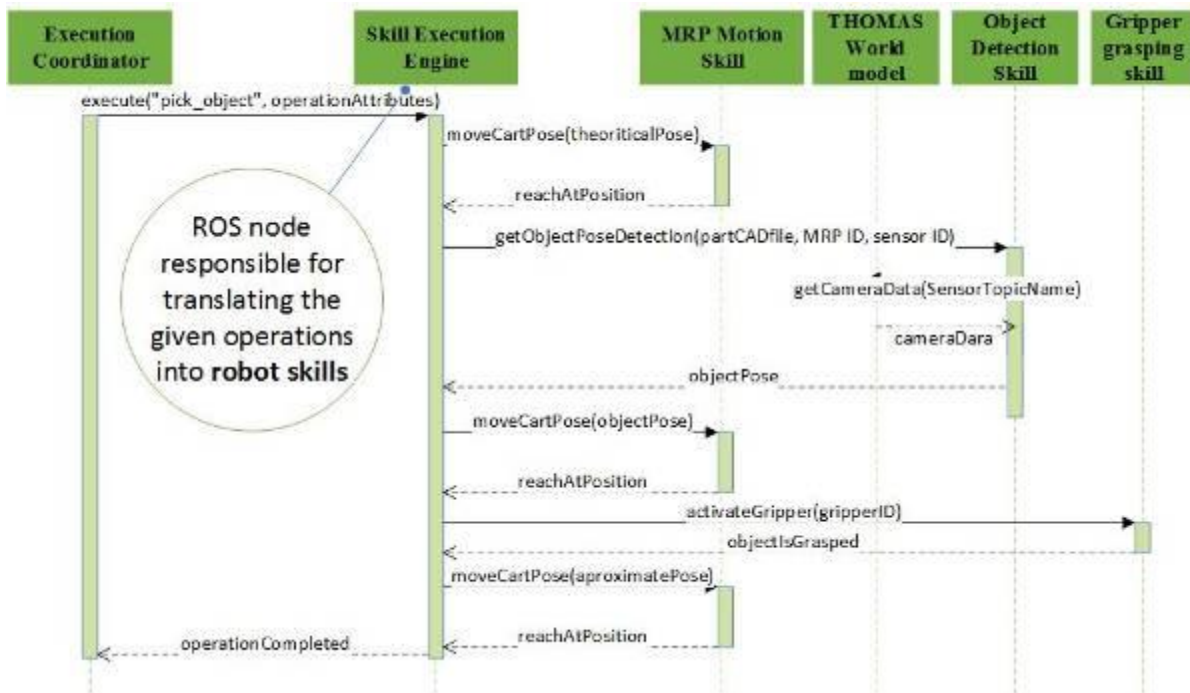 Execution
Coordinator
Skill Execution
Engine
MRP Motion
Skill
THOMAS
World
model
Object
Detection
Skill
Gripper
grasping
skill
execute("pick_object", operationAttributes)
moveCartPose(theoriticalPose)
reachAtPosition
ROS node
responsible for
translating the
given operations
into robot skills
getObjectPoseDetection(partCADfile, MRP ID, sensor ID)
getCameraData(SensorTopicName)
cameraDara
objectPose
moveCartPose(objectPose)
reachAtPosition
activateGripper(gripperID)
objectIsGrasped
moveCartPose(aproximatePose)
reachAtPosition
operationCompleted